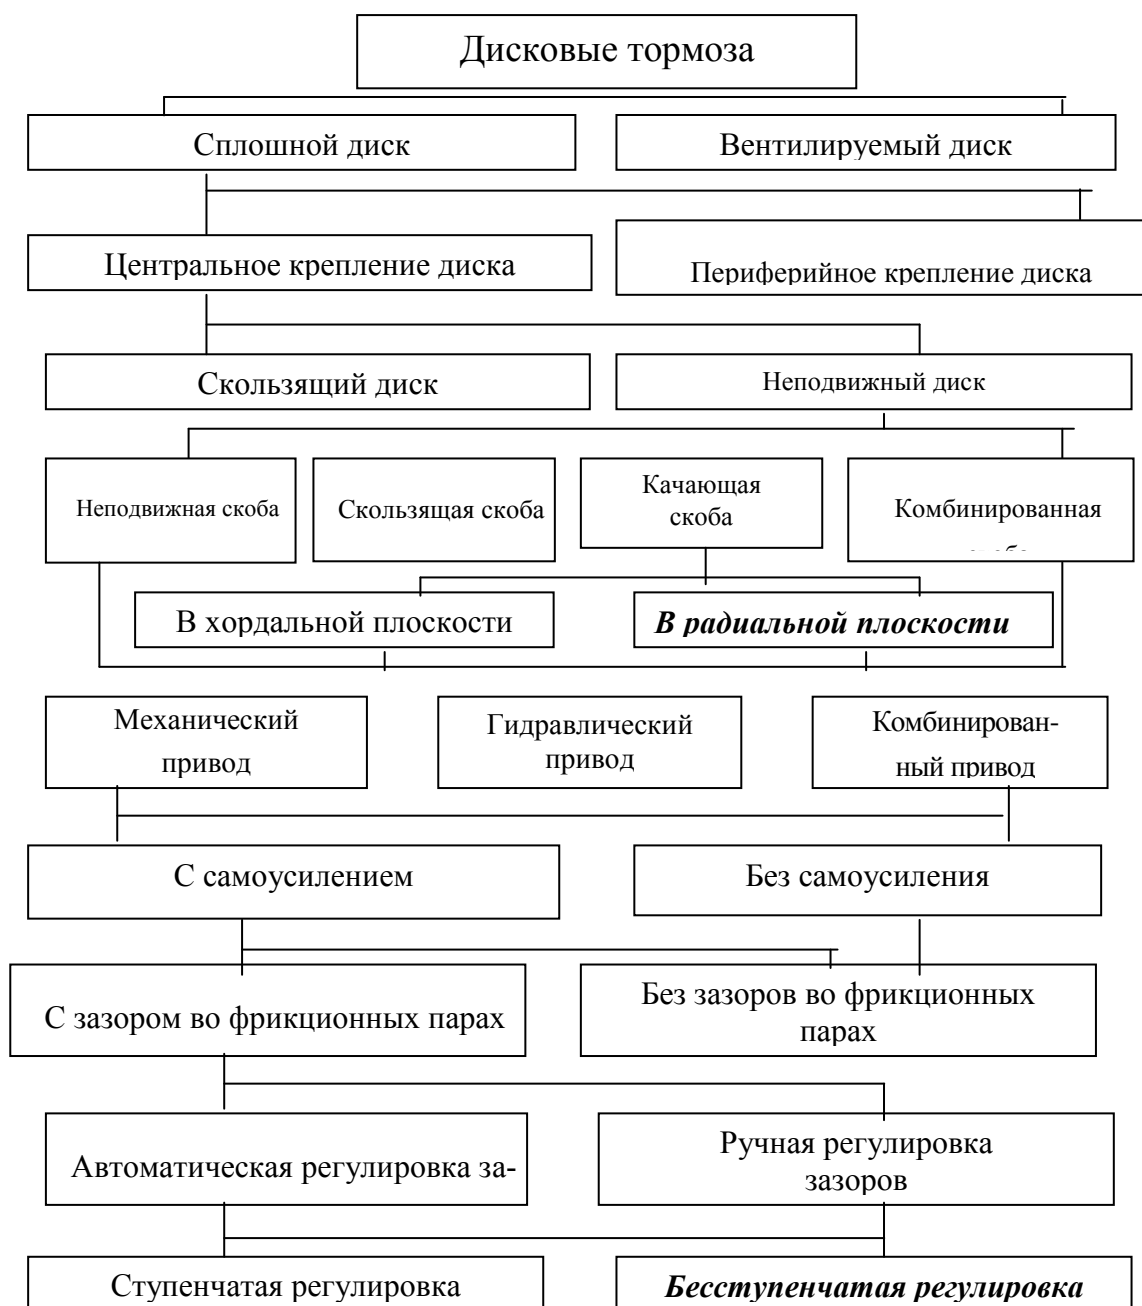 Дисковые тормоза
Сплошной диск
Вентилируемый диск
Центральное крепление диска
Периферийное крепление диска
Скользящий диск
Неподвижный диск
Неподвижная скоба
Скользящая скоба
Качающая
скоба
Комбинированная
В хордальной плоскости
В радиальной плоскости
Механический
привод
Гидравлический
привод
Комбинирован-
ный привод
С самоусилением
Без самоусиления
С зазором во фрикционных парах
Без зазоров во фрикционных
парах
Автоматическая регулировка за-
Ручная регулировка
зазоров
Ступенчатая регулировка
Бесступенчатая регулировка